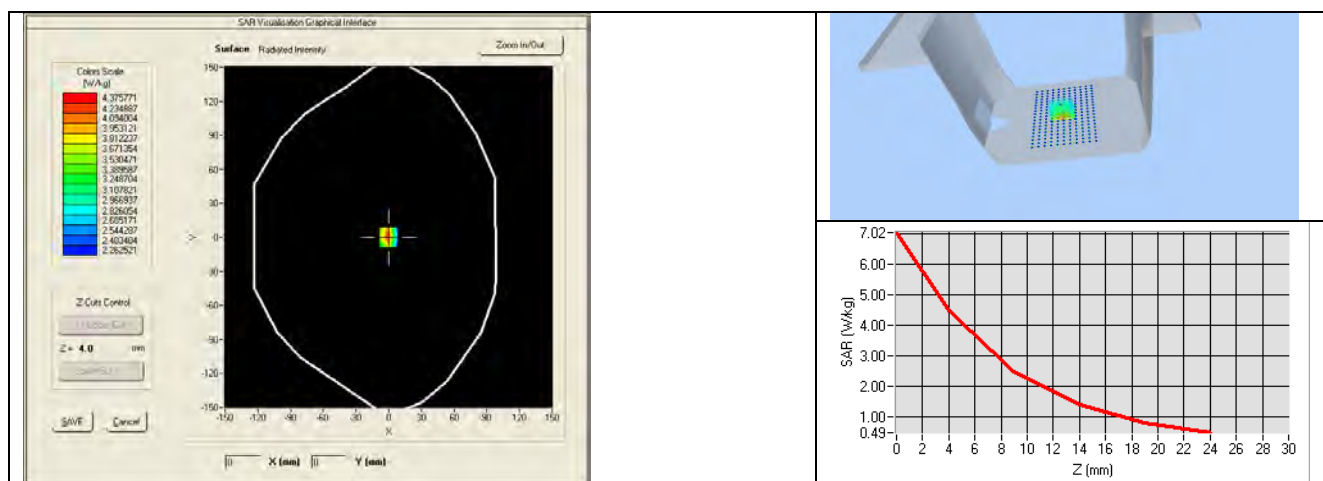 SAR Visualisation Graphical Interface
Surface Radiated Intensity
Zoom In/Out
Colors Scale
(W/kg)
4.375771
4.234887
4.094004
3.953121
3.812237
3.671354
3.530471
3.389587
3.248704
3.107821
2.966937
2.826054
2.685171
2.544287
2.403404
2.262521
Z Cuts Control
Z = 4.0 mm
SAVE
Cancel
150
120
90
60
30
0
-30
-60
-90
-120
-150
Y
-150 -120 -90 -60 -30 0 30 60 90 120 150
X
0 X (mm) 0 Y (mm)
7.02
6.00
5.00
4.00
3.00
2.00
1.00
0.49
SAR (W/kg)
0 2 4 6 8 10 12 14 16 18 20 22 24 26 28 30
Z (mm)